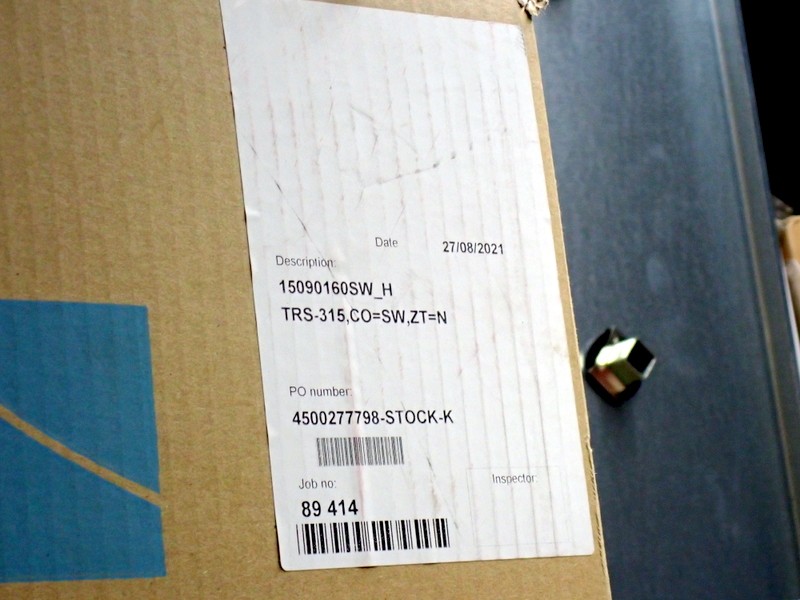 Date 27/08/2021
Description:
15090160SW_H
TRS-315,CO=SW,ZT=N
PO number:
4500277798-STOCK-K
Job no:
Inspector:
89 414